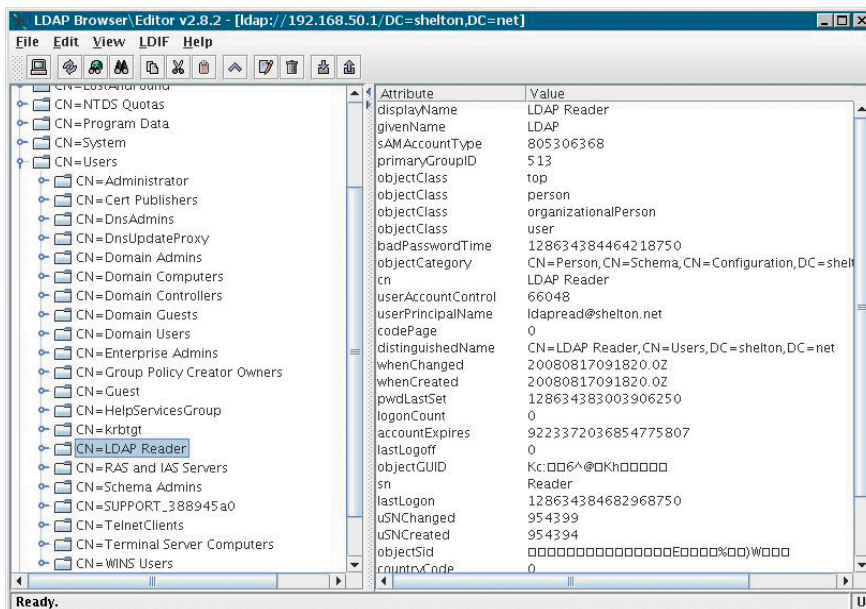 LDAP Browser\Editor v2.8.2 - [ldap://192.168.50.1/DC=shelton,DC=net]
File Edit View LDIF Help
CN=LostAndFound
CN=NTDS Quotas
CN=Program Data
CN=System
CN=Users
CN=Administrator
CN=Cert Publishers
CN=DnsAdmins
CN=DnsUpdateProxy
CN=Domain Admins
CN=Domain Computers
CN=Domain Controllers
CN=Domain Guests
CN=Domain Users
CN=Enterprise Admins
CN=Group Policy Creator Owners
CN=Guest
CN=HelpServicesGroup
CN=krbtgt
CN=LDAP Reader
CN=RAS and IAS Servers
CN=Schema Admins
CN=SUPPORT_388945a0
CN=TelnetClients
CN=Terminal Server Computers
CN=WINS Users
Attribute Value
displayName LDAP Reader
givenName LDAP
sAMAccountType 805306368
primaryGroupID 513
objectClass top
objectClass person
objectClass organizationalPerson
objectClass user
badPasswordTime 128634384464218750
objectCategory CN=Person,CN=Schema,CN=Configuration,DC=shelt
cn LDAP Reader
userAccountControl 66048
userPrincipalName ldapread@shelton.net
codePage 0
distinguishedName CN=LDAP Reader,CN=Users,DC=shelton,DC=net
whenChanged 20080817091820.0Z
whenCreated 20080817091820.0Z
pwdLastSet 128634383003906250
logonCount 0
accountExpires 9223372036854775807
lastLogoff 0
objectGUID Kc:□□6^@□Kh□□□□□
sn Reader
lastLogon 128634384682968750
uSNChanged 954399
uSNCreated 954394
objectSid □□□□□□□□□□□□□□□□E□□□□%□□)W□□□
countryCode 0
Ready.
U